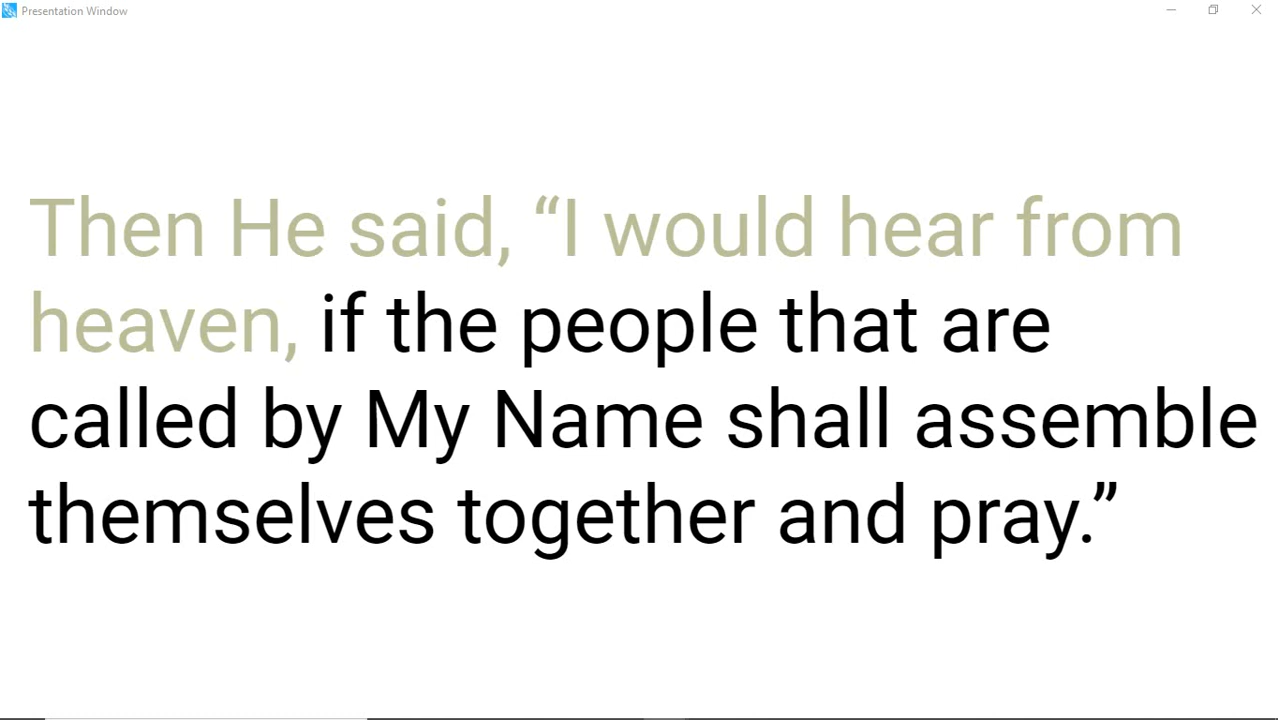 Presentation Window
Then He said, “I would hear from
heaven, if the people that are
called by My Name shall assemble
themselves together and pray.”